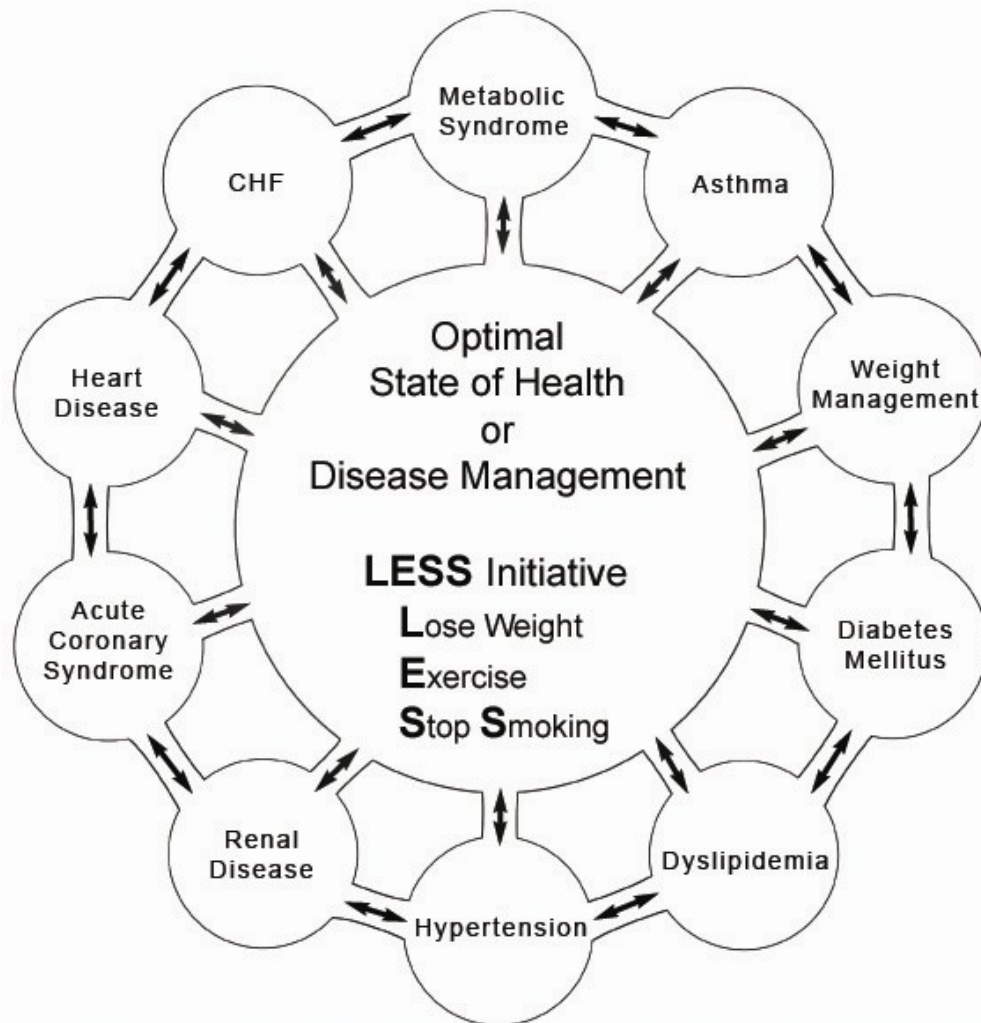 Metabolic
Syndrome
Asthma
Weight
Management
Diabetes
Mellitus
Dyslipidemia
Hypertension
Renal
Disease
Acute
Coronary
Syndrome
Heart
Disease
CHF
Optimal
State of Health
or
Disease Management
LESS Initiative
Lose Weight
Exercise
Stop Smoking